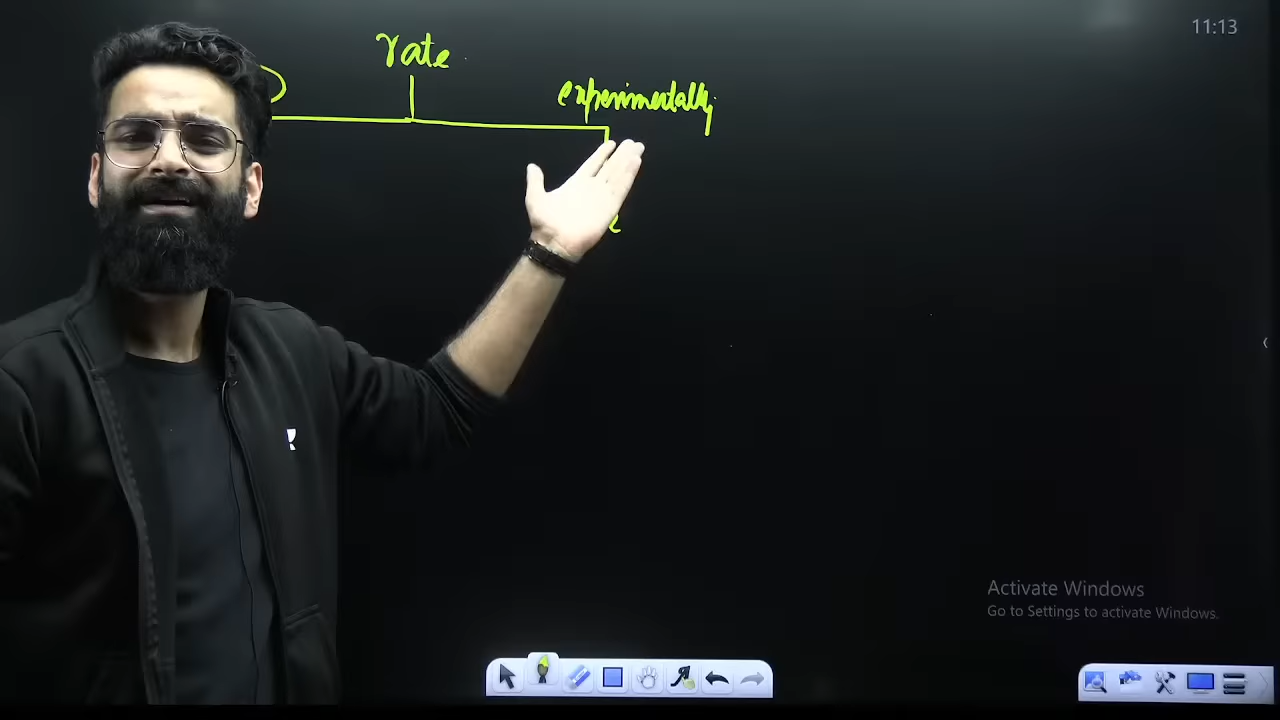 11:13
rate
experimentally
Activate Windows
Go to Settings to activate Windows.